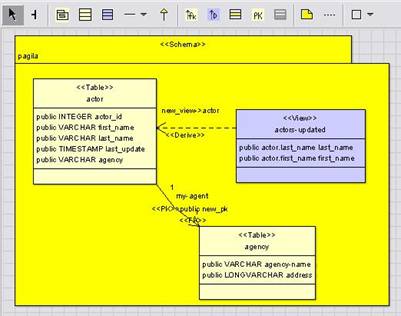 Fk
D
PK
<<Schema>>
pagila
<<Table>>
actor
public INTEGER actor_id
public VARCHAR first_name
public VARCHAR last_name
public TIMESTAMP last_update
public VARCHAR agency
new_view->actor
<<Derive>>
<<View>>
actors-updated
public actor.last_name last_name
public actor.first_name first_name
1
my-agent
<<PK>> public new_pk
<<FK>>
<<Table>>
agency
public VARCHAR agency-name
public LONGVARCHAR address